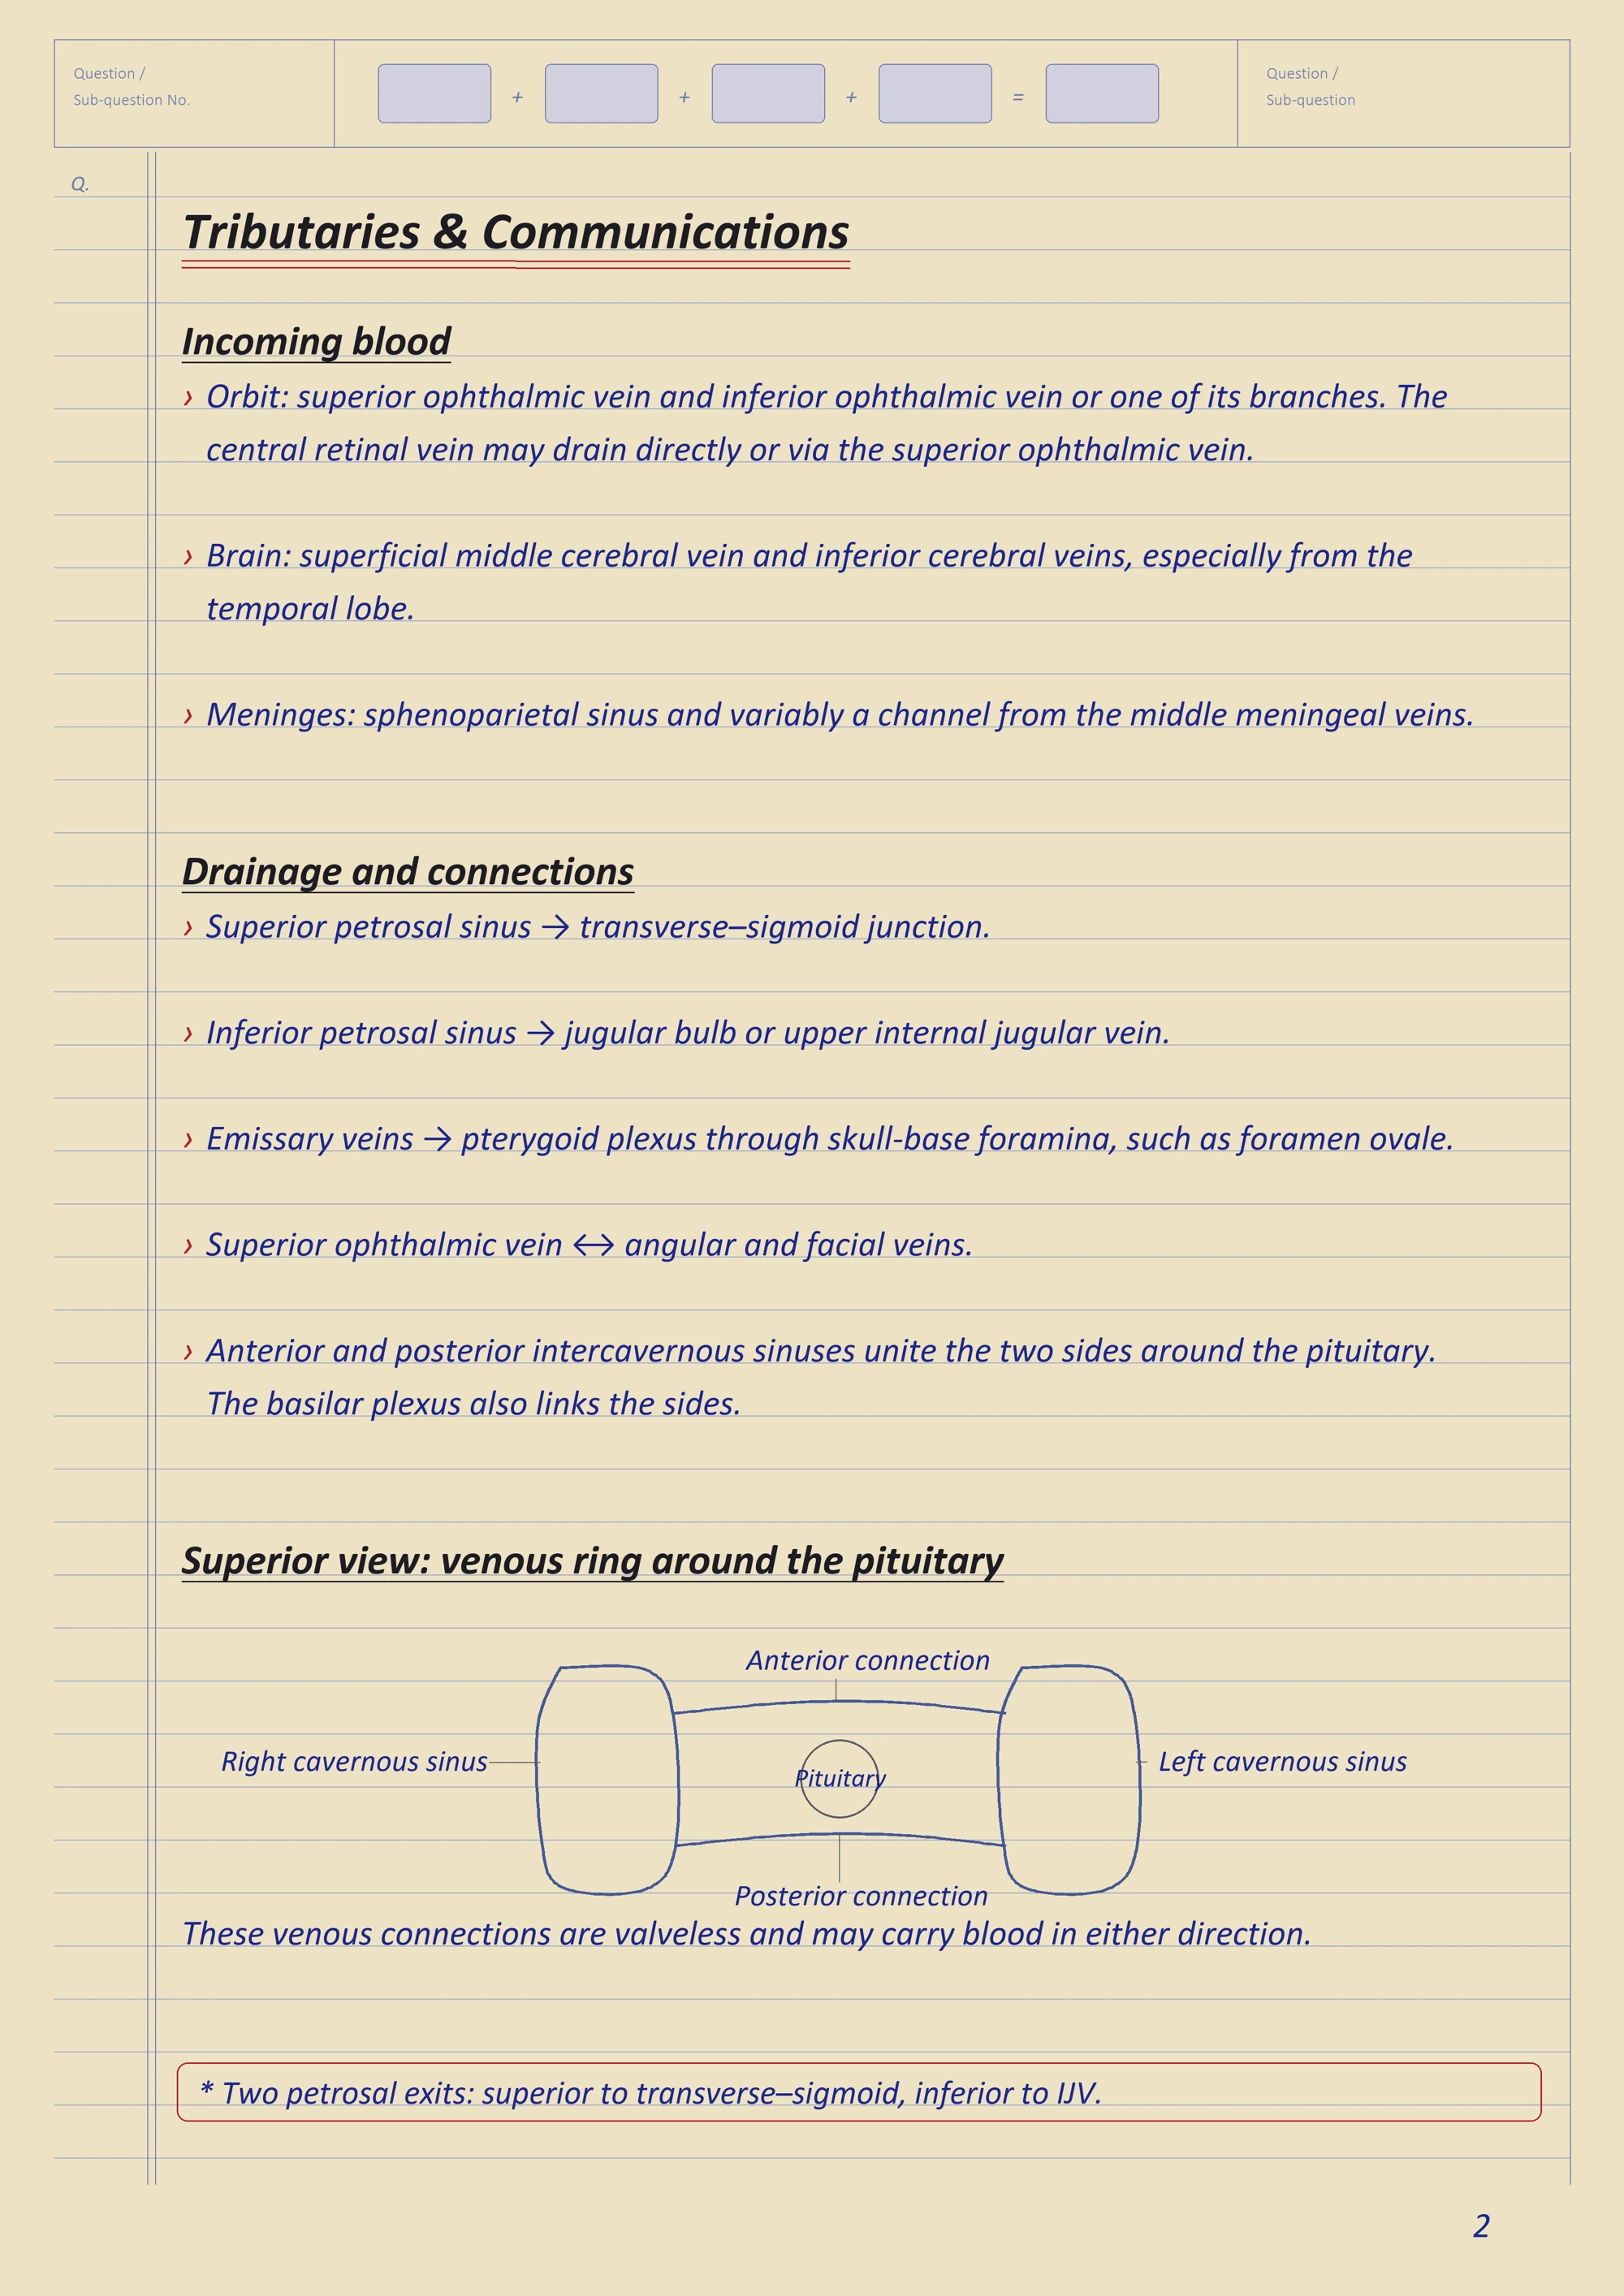 Question /
Sub-question No.
+ + + =
Question /
Sub-question
Q.
Tributaries & Communications
Incoming blood
› Orbit: superior ophthalmic vein and inferior ophthalmic vein or one of its branches. The
central retinal vein may drain directly or via the superior ophthalmic vein.
› Brain: superficial middle cerebral vein and inferior cerebral veins, especially from the
temporal lobe.
› Meninges: sphenoparietal sinus and variably a channel from the middle meningeal veins.
Drainage and connections
› Superior petrosal sinus → transverse–sigmoid junction.
› Inferior petrosal sinus → jugular bulb or upper internal jugular vein.
› Emissary veins → pterygoid plexus through skull-base foramina, such as foramen ovale.
› Superior ophthalmic vein ↔ angular and facial veins.
› Anterior and posterior intercavernous sinuses unite the two sides around the pituitary.
The basilar plexus also links the sides.
Superior view: venous ring around the pituitary
Anterior connection
Right cavernous sinus
Pituitary
Left cavernous sinus
Posterior connection
These venous connections are valveless and may carry blood in either direction.
* Two petrosal exits: superior to transverse–sigmoid, inferior to IJV.
2